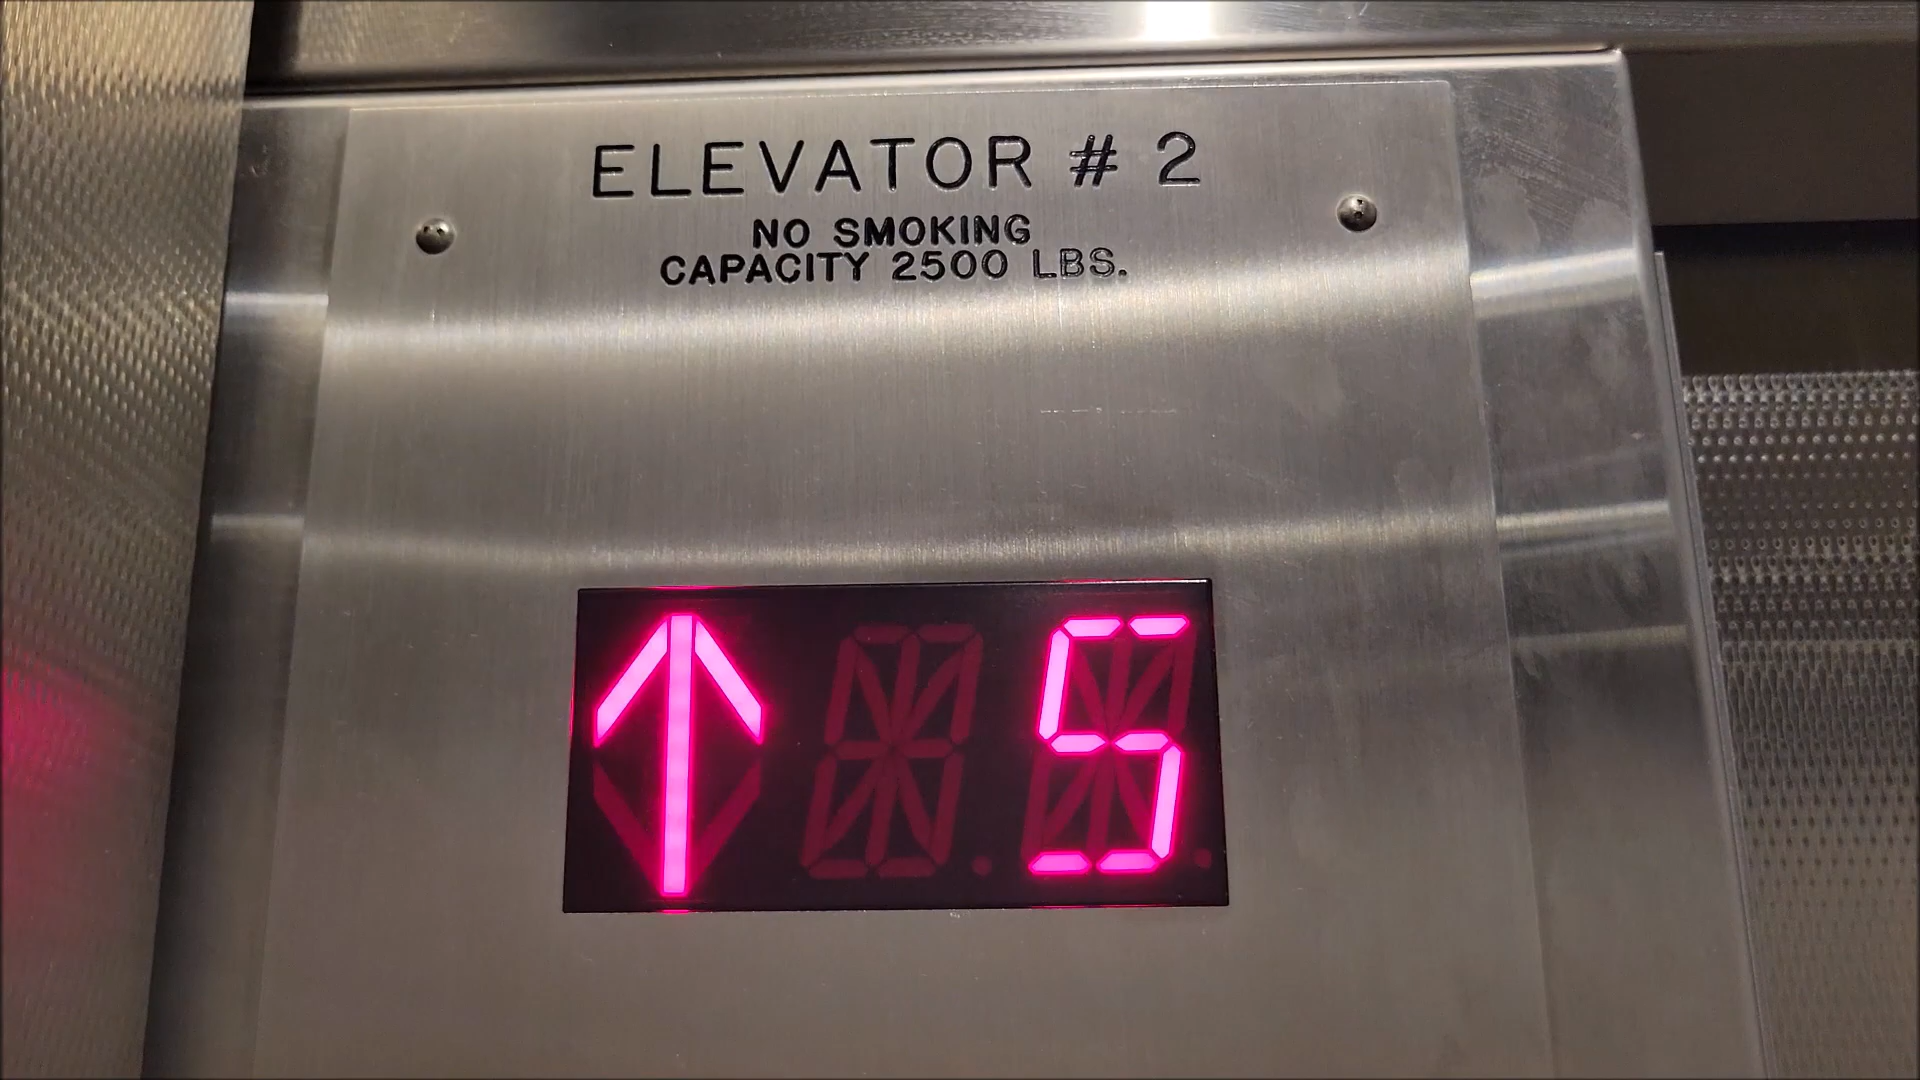 ELEVATOR # 2
NO SMOKING
CAPACITY 2500 LBS.
↑ 5